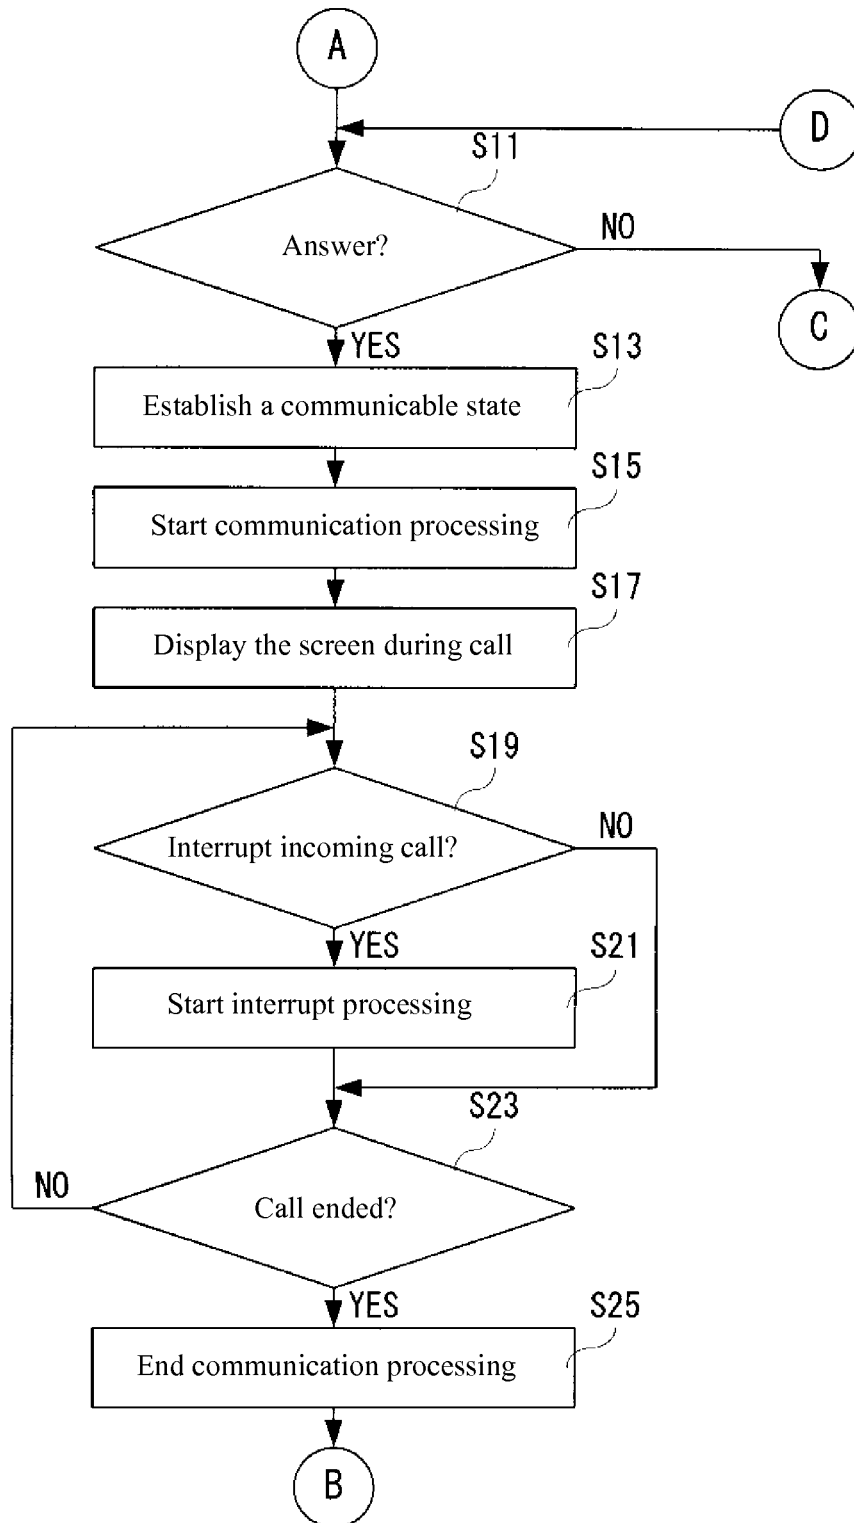 A
D
S11
Answer?
NO
C
YES
S13
Establish a communicable state
S15
Start communication processing
S17
Display the screen during call
S19
Interrupt incoming call?
NO
YES
S21
Start interrupt processing
S23
NO
Call ended?
YES
S25
End communication processing
B